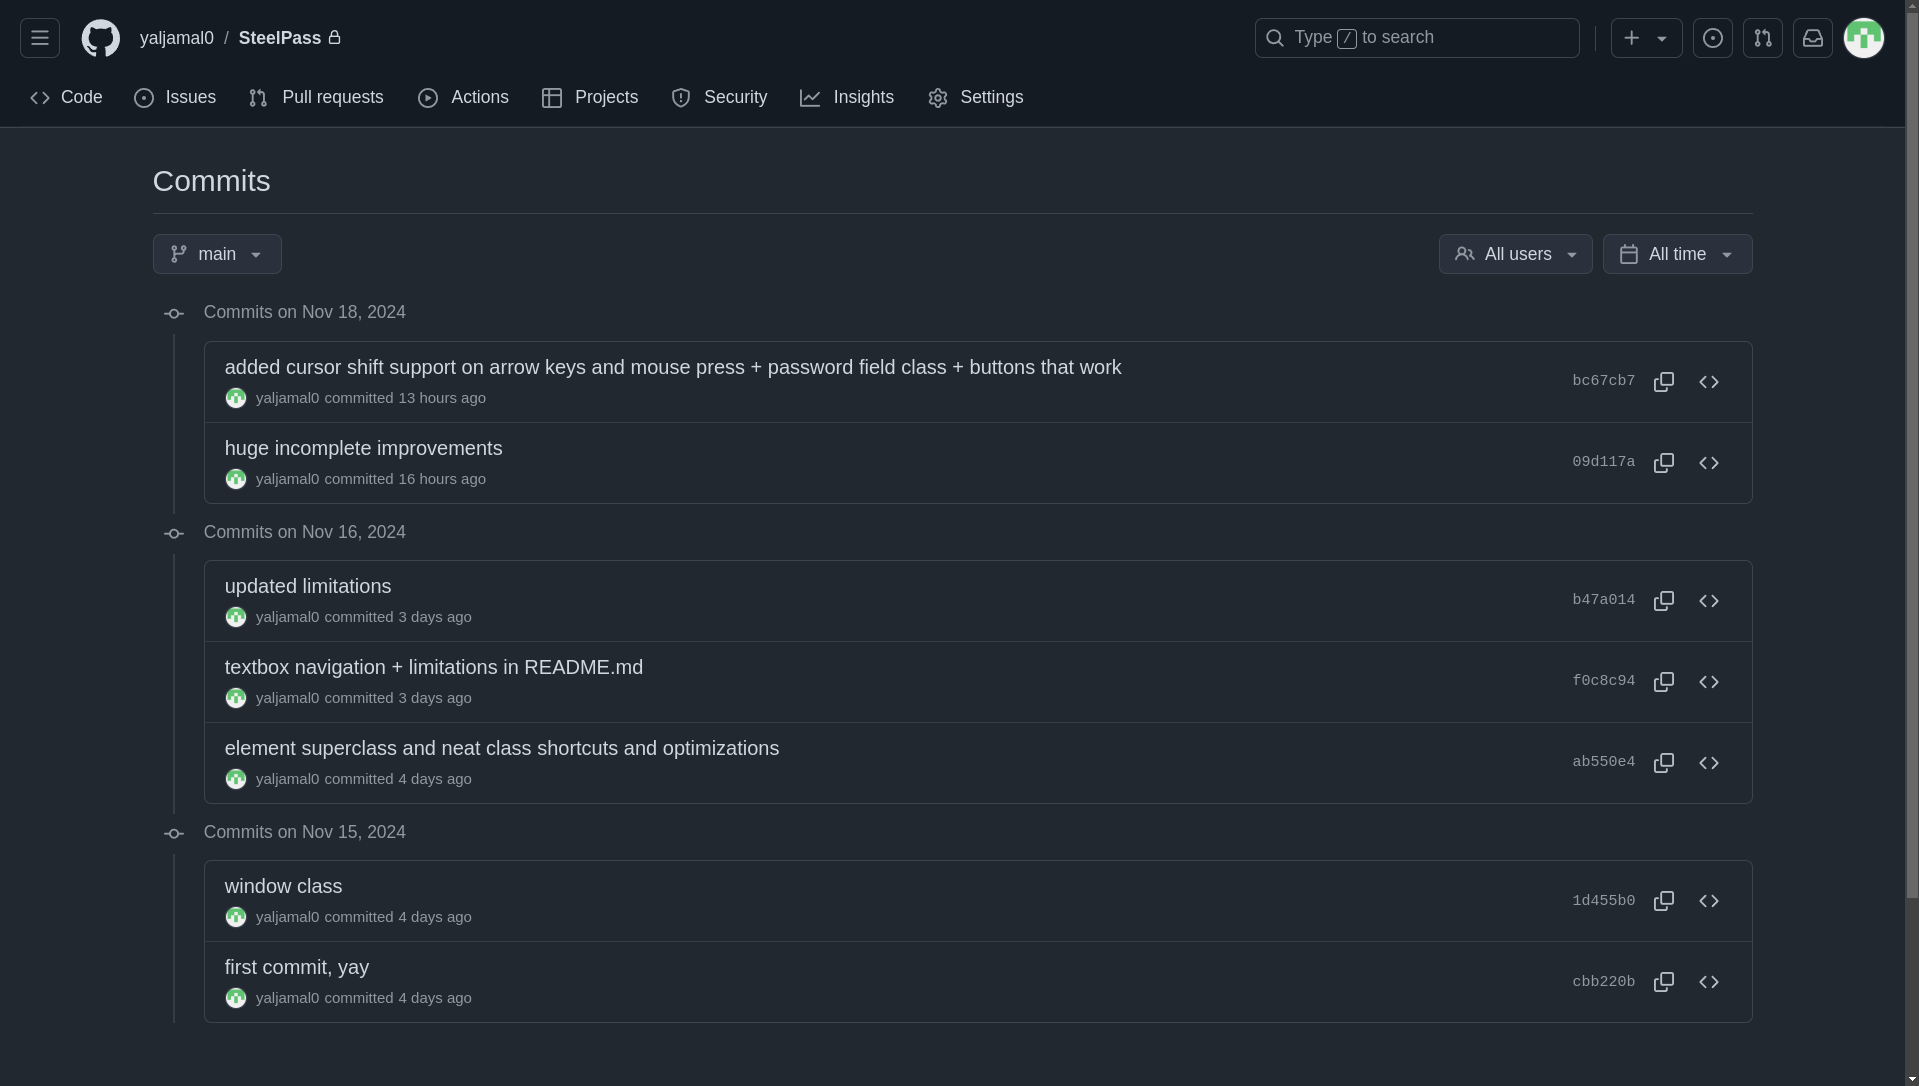 yaljamal0 / SteelPass
Type / to search
Code Issues Pull requests Actions Projects Security Insights Settings
Commits
main All users All time
Commits on Nov 18, 2024
added cursor shift support on arrow keys and mouse press + password field class + buttons that work
yaljamal0 committed 13 hours ago
bc67cb7
huge incomplete improvements
yaljamal0 committed 16 hours ago
09d117a
Commits on Nov 16, 2024
updated limitations
yaljamal0 committed 3 days ago
b47a014
textbox navigation + limitations in README.md
yaljamal0 committed 3 days ago
f0c8c94
element superclass and neat class shortcuts and optimizations
yaljamal0 committed 4 days ago
ab550e4
Commits on Nov 15, 2024
window class
yaljamal0 committed 4 days ago
1d455b0
first commit, yay
yaljamal0 committed 4 days ago
cbb220b